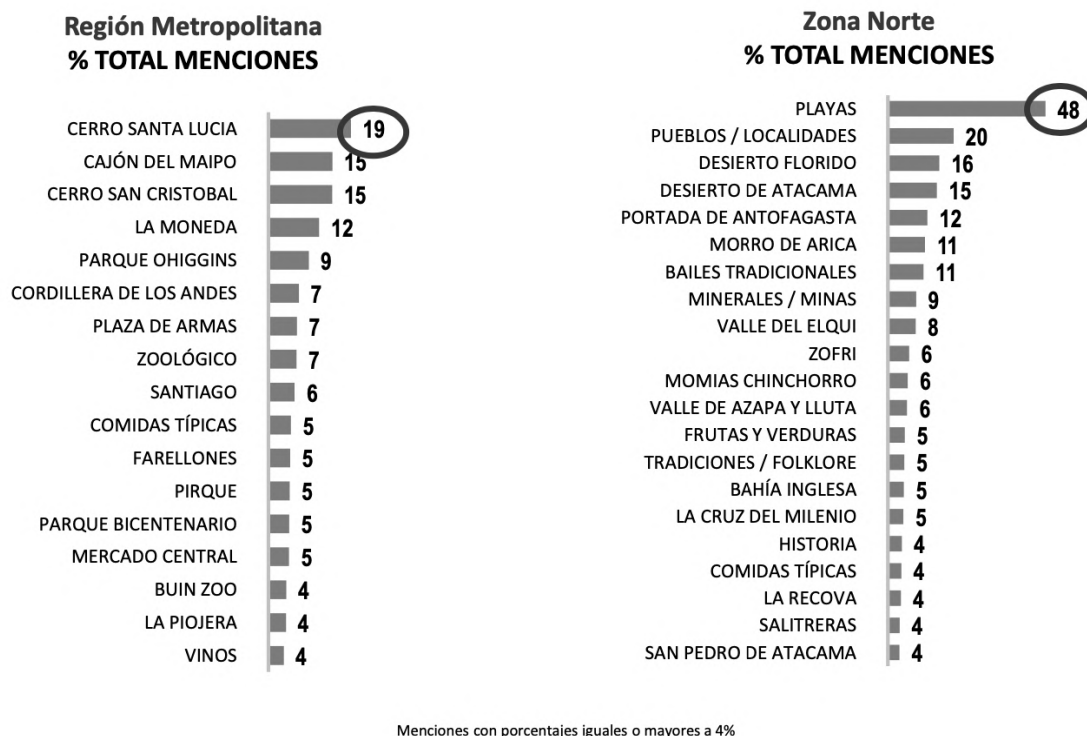 Región Metropolitana
% TOTAL MENCIONES
CERRO SANTA LUCIA 19
CAJÓN DEL MAIPO 15
CERRO SAN CRISTOBAL 15
LA MONEDA 12
PARQUE OHIGGINS 9
CORDILLERA DE LOS ANDES 7
PLAZA DE ARMAS 7
ZOOLÓGICO 7
SANTIAGO 6
COMIDAS TÍPICAS 5
FARELLONES 5
PIRQUE 5
PARQUE BICENTENARIO 5
MERCADO CENTRAL 5
BUIN ZOO 4
LA PIOJERA 4
VINOS 4
Zona Norte
% TOTAL MENCIONES
PLAYAS 48
PUEBLOS / LOCALIDADES 20
DESIERTO FLORIDO 16
DESIERTO DE ATACAMA 15
PORTADA DE ANTOFAGASTA 12
MORRO DE ARICA 11
BAILES TRADICIONALES 11
MINERALES / MINAS 9
VALLE DEL ELQUI 8
ZOFRI 6
MOMIAS CHINCHORRO 6
VALLE DE AZAPA Y LLUTA 6
FRUTAS Y VERDURAS 5
TRADICIONES / FOLKLORE 5
BAHÍA INGLESA 5
LA CRUZ DEL MILENIO 5
HISTORIA 4
COMIDAS TÍPICAS 4
LA RECOVA 4
SALITRERAS 4
SAN PEDRO DE ATACAMA 4
Menciones con porcentajes iguales o mayores a 4%